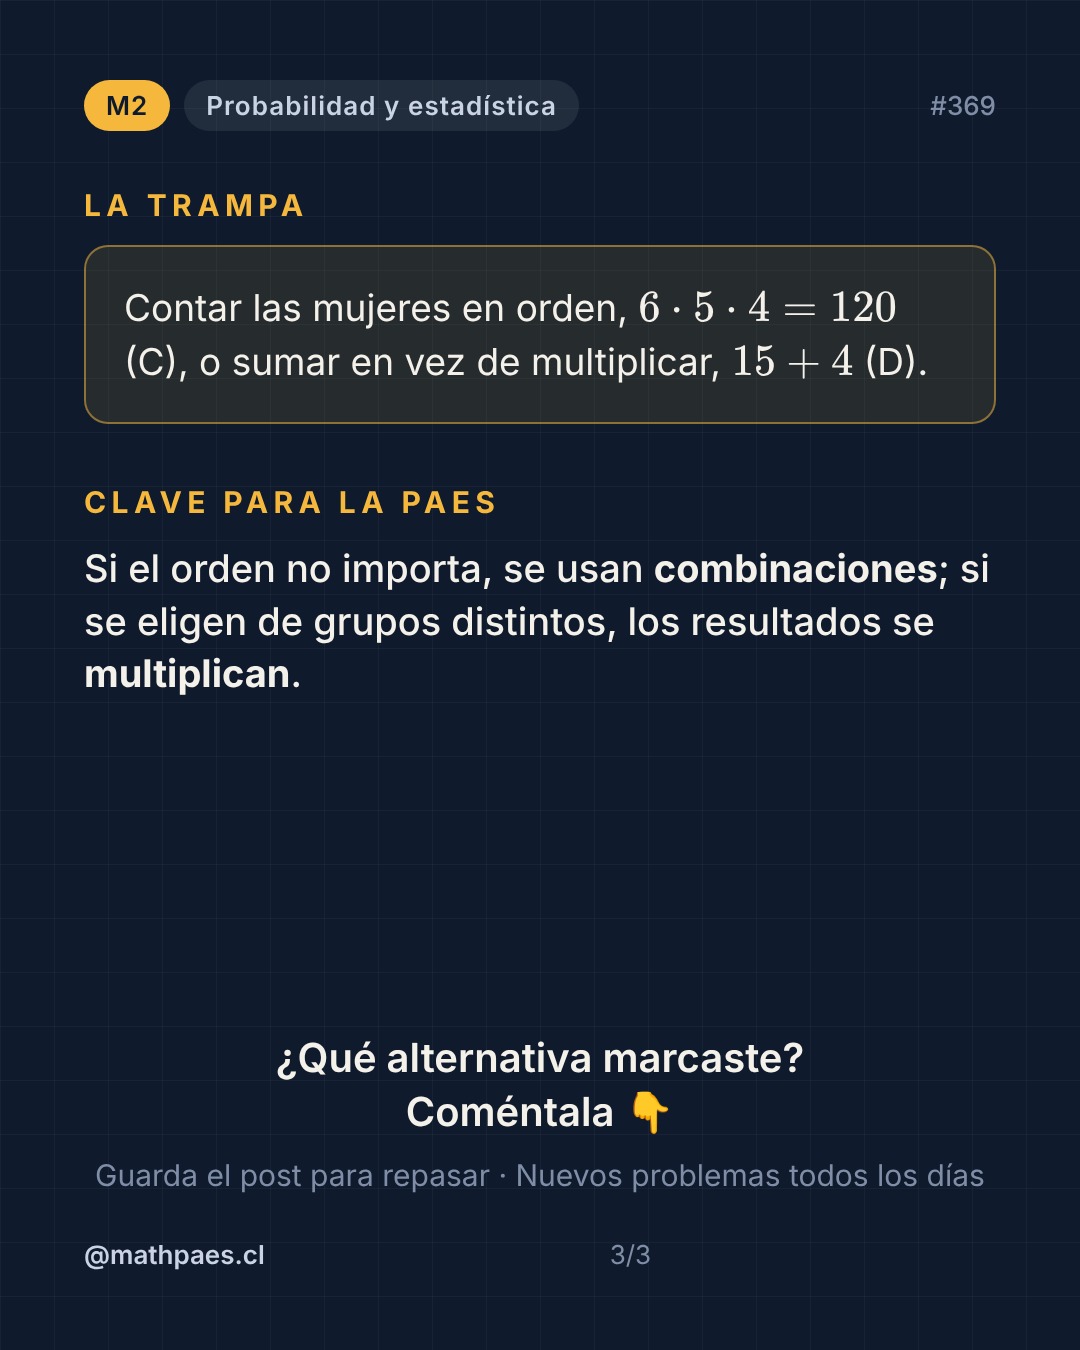 M2 Probabilidad y estadística #369
LA TRAMPA
Contar las mujeres en orden, 6 · 5 · 4 = 120
(C), o sumar en vez de multiplicar, 15 + 4 (D).
CLAVE PARA LA PAES
Si el orden no importa, se usan combinaciones; si
se eligen de grupos distintos, los resultados se
multiplican.
¿Qué alternativa marcaste?
Coméntala 👇
Guarda el post para repasar · Nuevos problemas todos los días
@mathpaes.cl 3/3